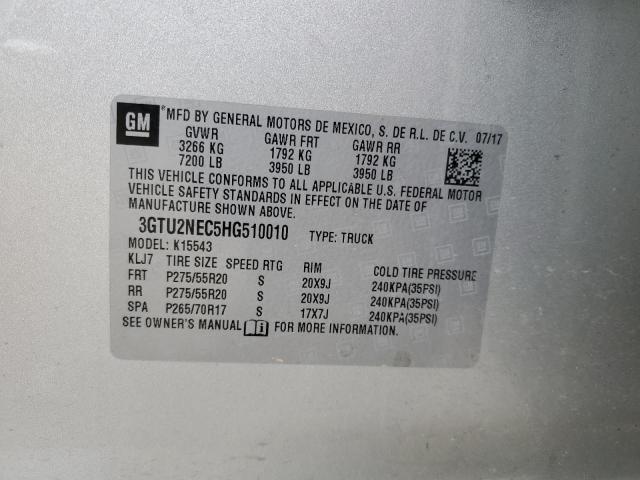 GM MFD BY GENERAL MOTORS DE MEXICO, S. DE R.L. DE C.V. 07/17
GVWR GAWR FRT GAWR RR
3266 KG 1792 KG 1792 KG
7200 LB 3950 LB 3950 LB
THIS VEHICLE CONFORMS TO ALL APPLICABLE U.S. FEDERAL MOTOR
VEHICLE SAFETY STANDARDS IN EFFECT ON THE DATE OF
MANUFACTURE SHOWN ABOVE.
3GTU2NEC5HG510010 TYPE: TRUCK
MODEL: K15543
KLJ7 TIRE SIZE SPEED RTG RIM COLD TIRE PRESSURE
FRT P275/55R20 S 20X9J 240KPA(35PSI)
RR P275/55R20 S 20X9J 240KPA(35PSI)
SPA P265/70R17 S 17X7J 240KPA(35PSI)
SEE OWNER'S MANUAL FOR MORE INFORMATION.